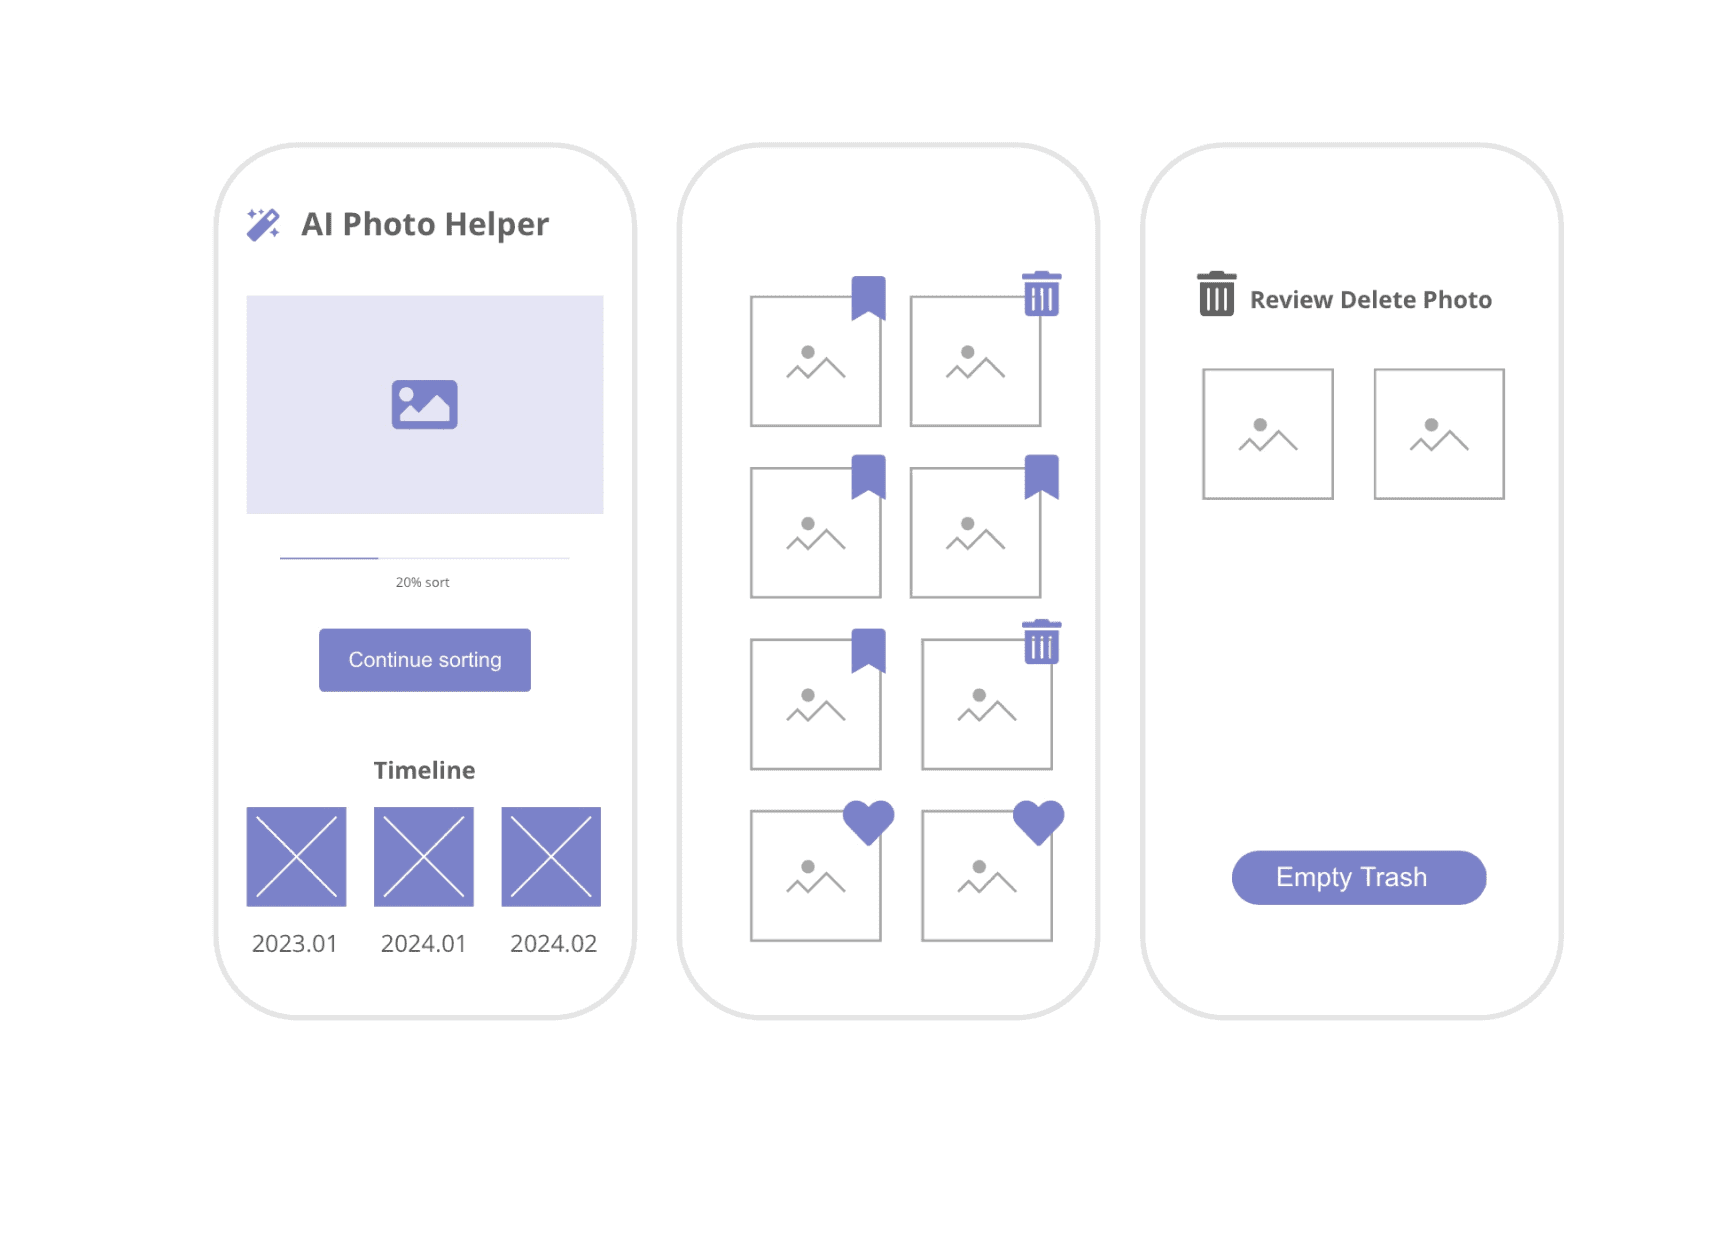 AI Photo Helper
20% sort
Continue sorting
Timeline
2023.01
2024.01
2024.02
Review Delete Photo
Empty Trash